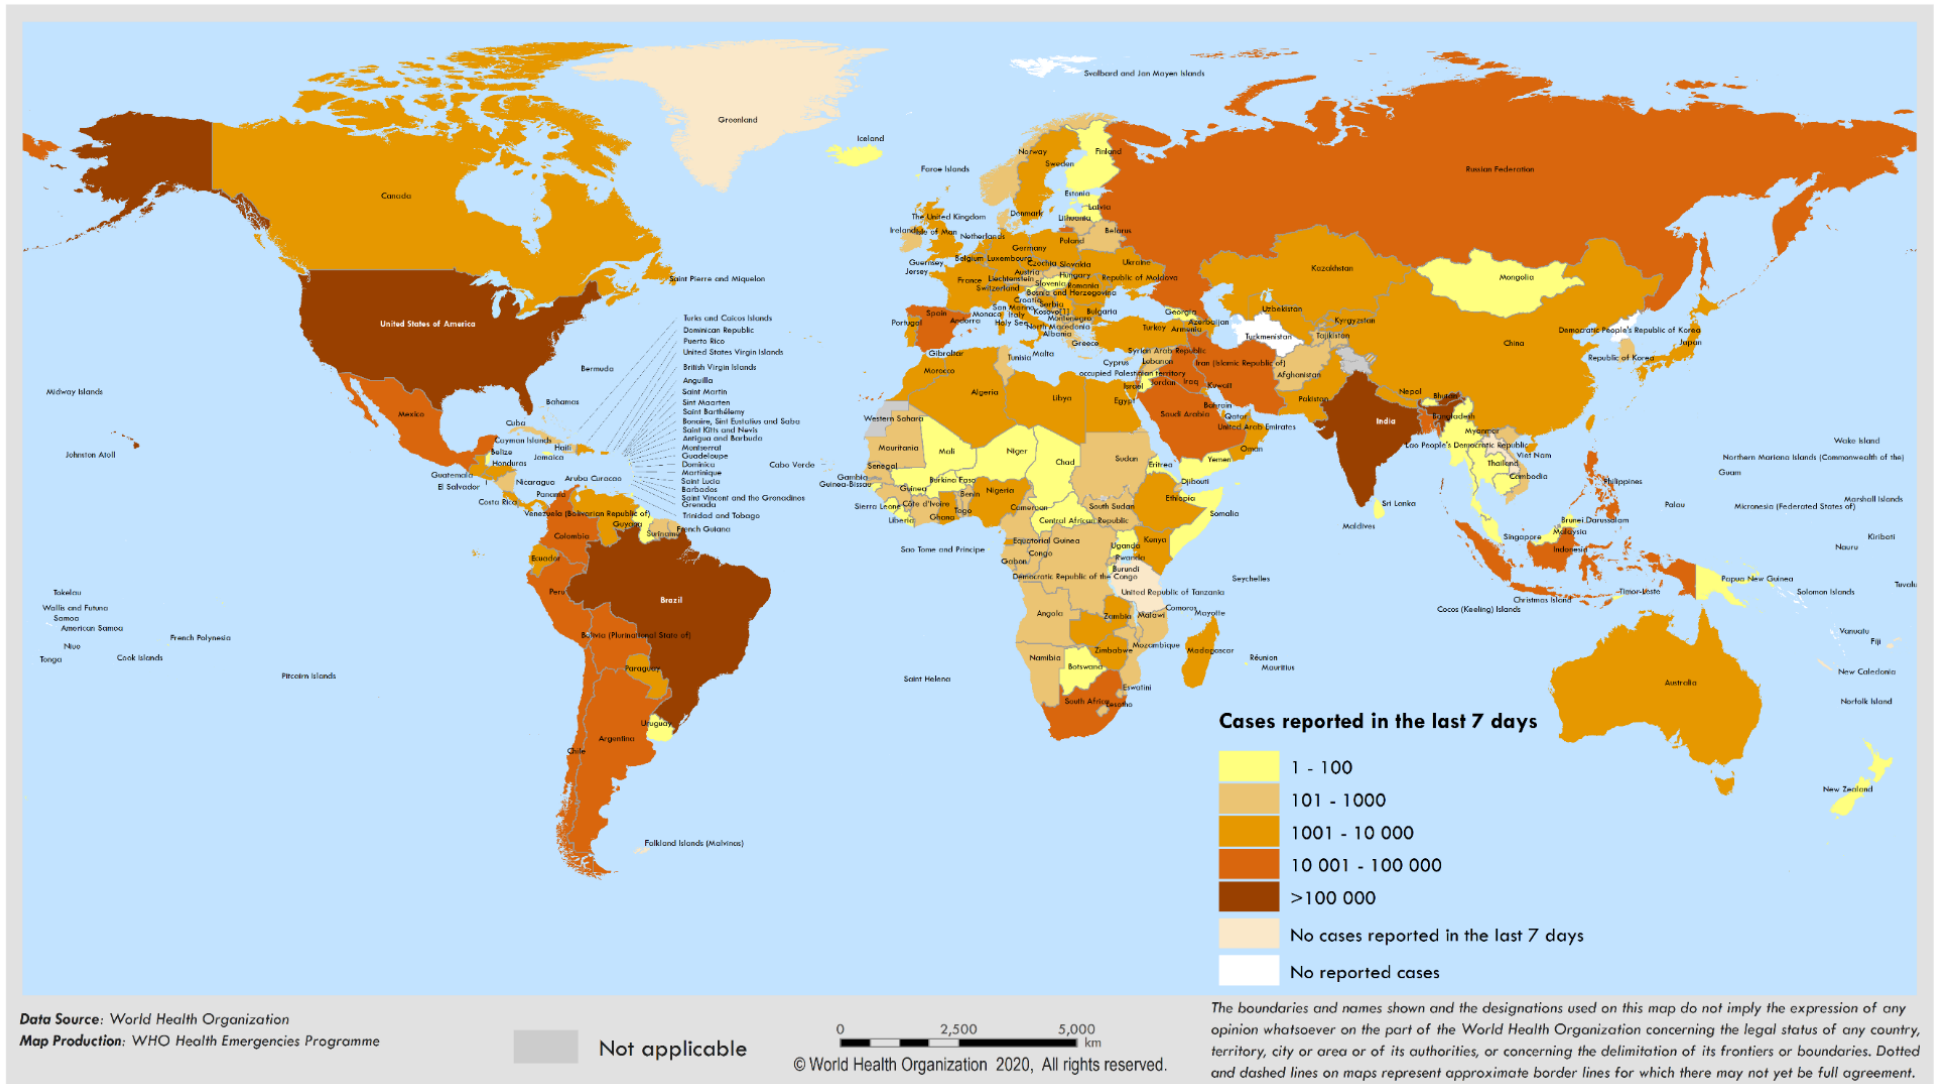 Svalbard and Jan Mayen Islands
Greenland
Iceland
Faroe Islands
Norway
Sweden
Finland
Russian Federation
Canada
Estonia
Latvia
Lithuania
Denmark
The United Kingdom
Ireland
Isle of Man
Netherlands
Belarus
Poland
Germany
Guernsey
Jersey
Belgium
Luxembourg
Czechia
Slovakia
Ukraine
Austria
Hungary
Republic of Moldova
France
Liechtenstein
Switzerland
Slovenia
Romania
Croatia
Bosnia and Herzegovina
Kazakhstan
Mongolia
Saint Pierre and Miquelon
San Marino
Serbia
Monaco
Italy
Kosovo[1]
Bulgaria
Georgia
Uzbekistan
Spain
Andorra
Holy See
Montenegro
North Macedonia
Albania
Portugal
Turkey
Armenia
Azerbaijan
Kyrgyzstan
United States of America
Turks and Caicos Islands
Dominican Republic
Puerto Rico
United States Virgin Islands
British Virgin Islands
Anguilla
Saint Martin
Sint Maarten
Saint Barthélemy
Bonaire, Sint Eustatius and Saba
Saint Kitts and Nevis
Antigua and Barbuda
Montserrat
Guadeloupe
Dominica
Martinique
Saint Lucia
Barbados
Saint Vincent and the Grenadines
Grenada
Trinidad and Tobago
Turkmenistan
Tajikistan
China
Democratic People's Republic of Korea
Japan
Republic of Korea
Greece
Gibraltar
Malta
Tunisia
Cyprus
Syrian Arab Republic
Lebanon
Iran (Islamic Republic of)
Afghanistan
Bermuda
Morocco
occupied Palestinian territory
Israel
Jordan
Iraq
Kuwait
Algeria
Libya
Egypt
Pakistan
Nepal
Bhutan
Midway Islands
Bahamas
Mexico
Cuba
Western Sahara
Saudi Arabia
Bahrain
Qatar
United Arab Emirates
India
Bangladesh
Myanmar
Cayman Islands
Haiti
Jamaica
Belize
Honduras
Johnston Atoll
Mauritania
Mali
Niger
Chad
Sudan
Oman
Yemen
Eritrea
Lao People's Democratic Republic
Viet Nam
Thailand
Wake Island
Northern Mariana Islands (Commonwealth of the)
Guam
Guatemala
El Salvador
Nicaragua
Aruba
Curacao
Cabo Verde
Senegal
Gambia
Guinea-Bissau
Guinea
Burkina Faso
Benin
Nigeria
Djibouti
Ethiopia
Cambodia
Philippines
Costa Rica
Panama
Sierra Leone
Liberia
Côte d'Ivoire
Ghana
Togo
Cameroon
Central African Republic
South Sudan
Somalia
Sri Lanka
Maldives
Palau
Marshall Islands
Micronesia (Federated States of)
Venezuela (Bolivarian Republic of)
Guyana
Suriname
French Guiana
Colombia
Brunei Darussalam
Malaysia
Singapore
Indonesia
Kiribati
Nauru
Ecuador
Sao Tome and Principe
Equatorial Guinea
Gabon
Congo
Uganda
Kenya
Rwanda
Burundi
Democratic Republic of the Congo
Seychelles
Papua New Guinea
Solomon Islands
Tuvalu
Tokelau
Wallis and Futuna
Samoa
American Samoa
Peru
Brazil
United Republic of Tanzania
Christmas Island
Timor-Leste
Cocos (Keeling) Islands
Angola
Zambia
Malawi
Comoros
Mayotte
French Polynesia
Niue
Tonga
Cook Islands
Pitcairn Islands
Bolivia (Plurinational State of)
Vanuatu
Fiji
Paraguay
Saint Helena
Namibia
Zimbabwe
Mozambique
Madagascar
Botswana
Réunion
Mauritius
New Caledonia
Australia
Eswatini
South Africa
Lesotho
Norfolk Island
Uruguay
Argentina
Chile
New Zealand
Falkland Islands (Malvinas)
Cases reported in the last 7 days
1 - 100
101 - 1000
1001 - 10 000
10 001 - 100 000
>100 000
No cases reported in the last 7 days
No reported cases
Data Source: World Health Organization
Map Production: WHO Health Emergencies Programme
Not applicable
0 2,500 5,000
km
© World Health Organization 2020, All rights reserved.
The boundaries and names shown and the designations used on this map do not imply the expression of any
opinion whatsoever on the part of the World Health Organization concerning the legal status of any country,
territory, city or area or of its authorities, or concerning the delimitation of its frontiers or boundaries. Dotted
and dashed lines on maps represent approximate border lines for which there may not yet be full agreement.